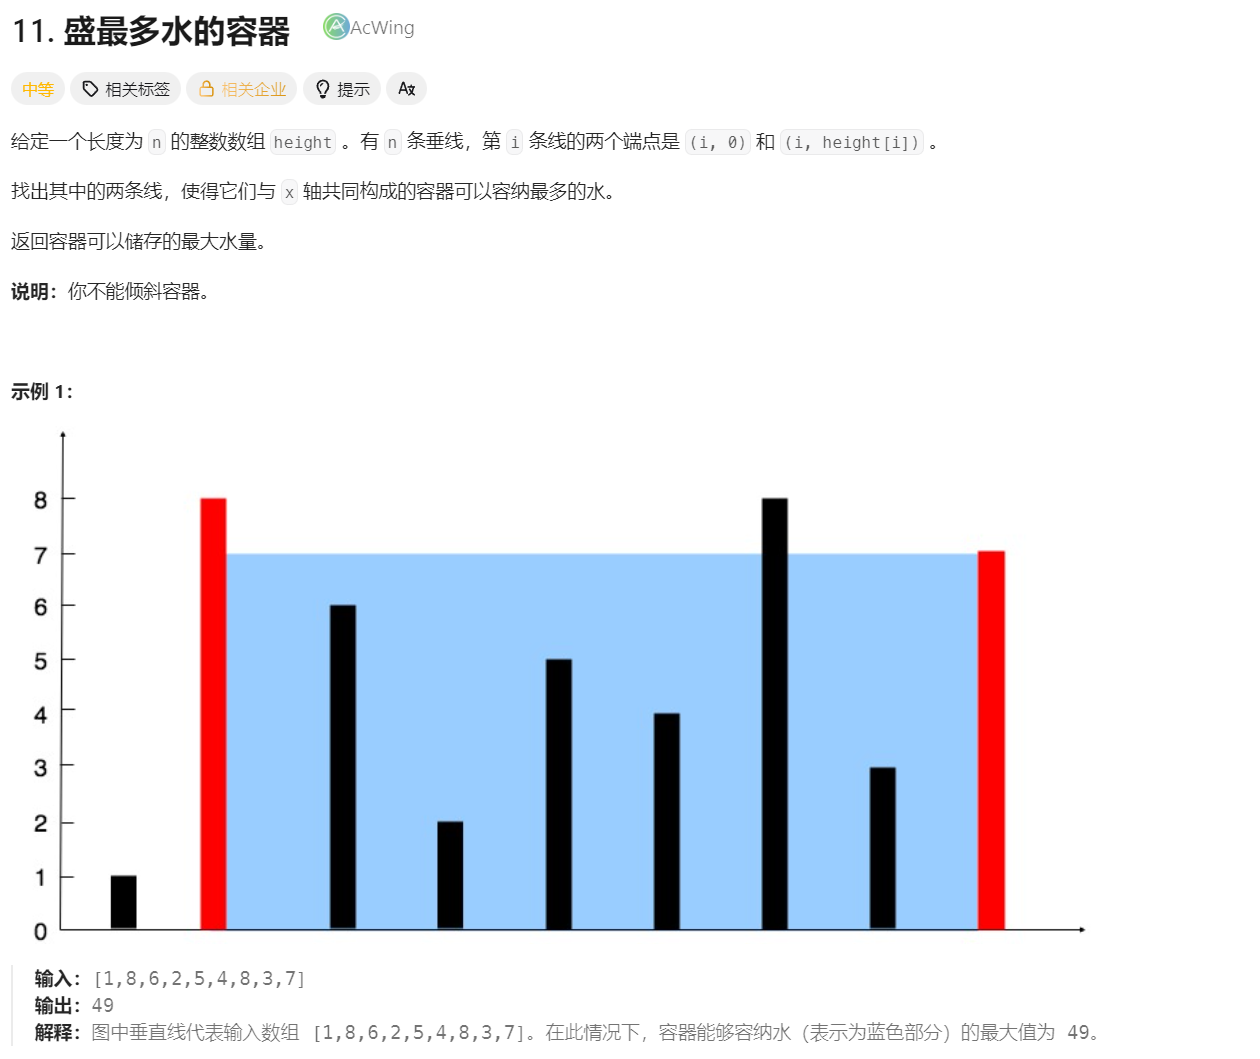 11. 盛最多水的容器 AcWing
中等 相关标签 相关企业 提示 A文
给定一个长度为 n 的整数数组 height 。有 n 条垂线，第 i 条线的两个端点是 (i, 0) 和 (i, height[i]) 。
找出其中的两条线，使得它们与 x 轴共同构成的容器可以容纳最多的水。
返回容器可以储存的最大水量。
说明：你不能倾斜容器。
示例 1：
8
7
6
5
4
3
2
1
0
输入：[1,8,6,2,5,4,8,3,7]
输出：49
解释：图中垂直线代表输入数组 [1,8,6,2,5,4,8,3,7]。在此情况下，容器能够容纳水（表示为蓝色部分）的最大值为 49。